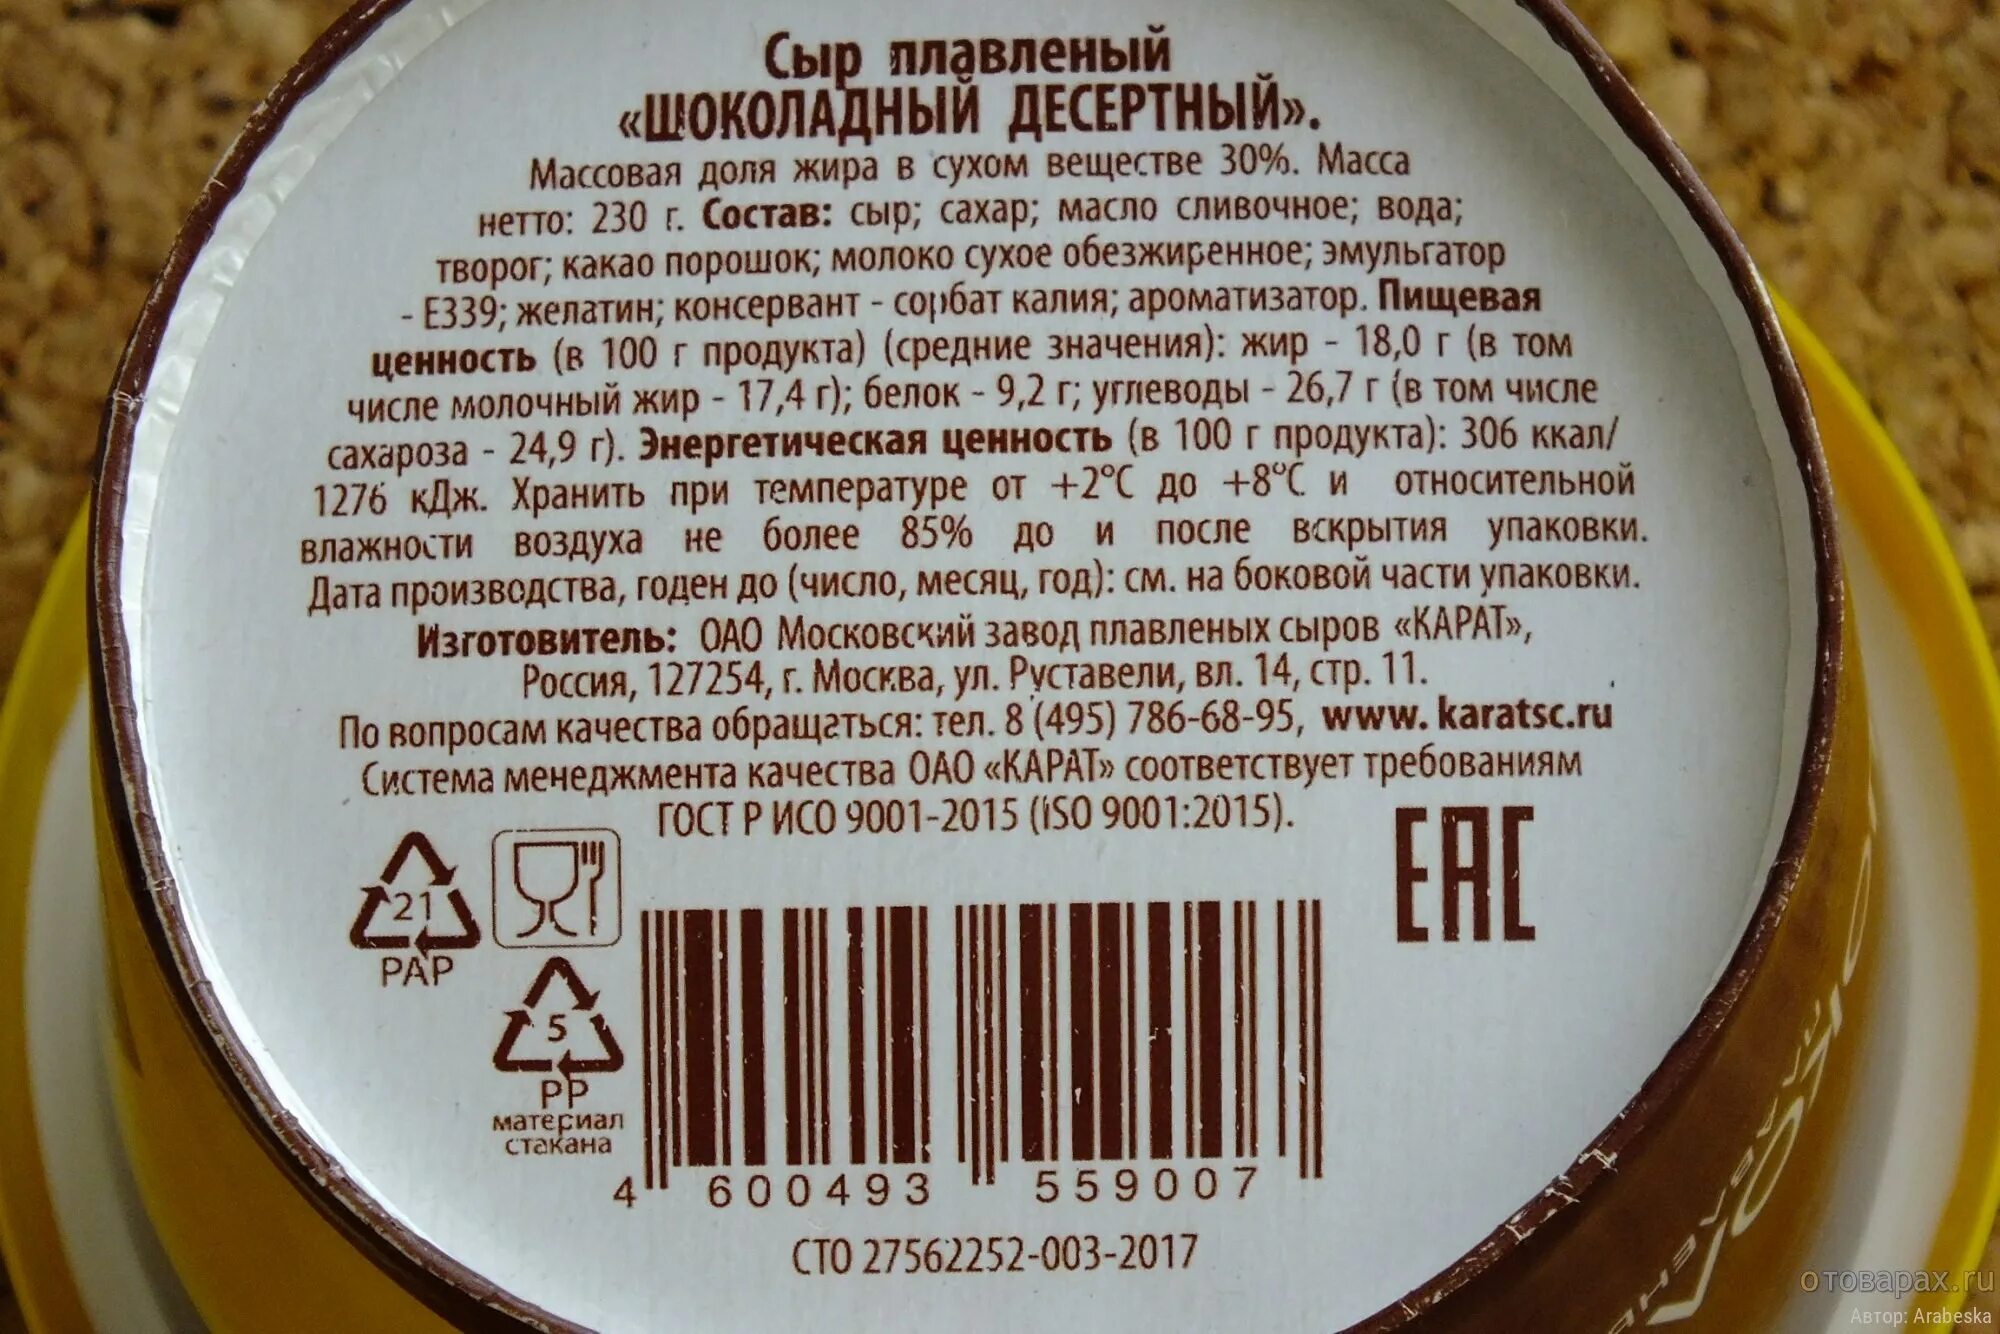 Сыр плавленый
«ШОКОЛАДНЫЙ ДЕСЕРТНЫЙ».
Массовая доля жира в сухом веществе 30%. Масса
нетто: 230 г. Состав: сыр; сахар; масло сливочное; вода;
творог; какао порошок; молоко сухое обезжиренное; эмульгатор
- Е339; желатин; консервант - сорбат калия; ароматизатор. Пищевая
ценность (в 100 г продукта) (средние значения): жир - 18,0 г (в том
числе молочный жир - 17,4 г); белок - 9,2 г; углеводы - 26,7 г (в том числе
сахароза - 24,9 г). Энергетическая ценность (в 100 г продукта): 306 ккал/
1276 кДж. Хранить при температуре от +2°С до +8°С и относительной
влажности воздуха не более 85% до и после вскрытия упаковки.
Дата производства, годен до (число, месяц, год): см. на боковой части упаковки.
Изготовитель: ОАО Московский завод плавленых сыров «КАРАТ»,
Россия, 127254, г. Москва, ул. Руставели, вл. 14, стр. 11.
По вопросам качества обращаться: тел. 8 (495) 786-68-95, www. karatsc.ru
Система менеджмента качества ОАО «КАРАТ» соответствует требованиям
ГОСТ Р ИСО 9001-2015 (ISO 9001:2015).
EAC
21
PAP
5
PP
материал
стакана
4 600493 559007
СТО 27562252-003-2017
отоварах.ru
Автор: Arabeska